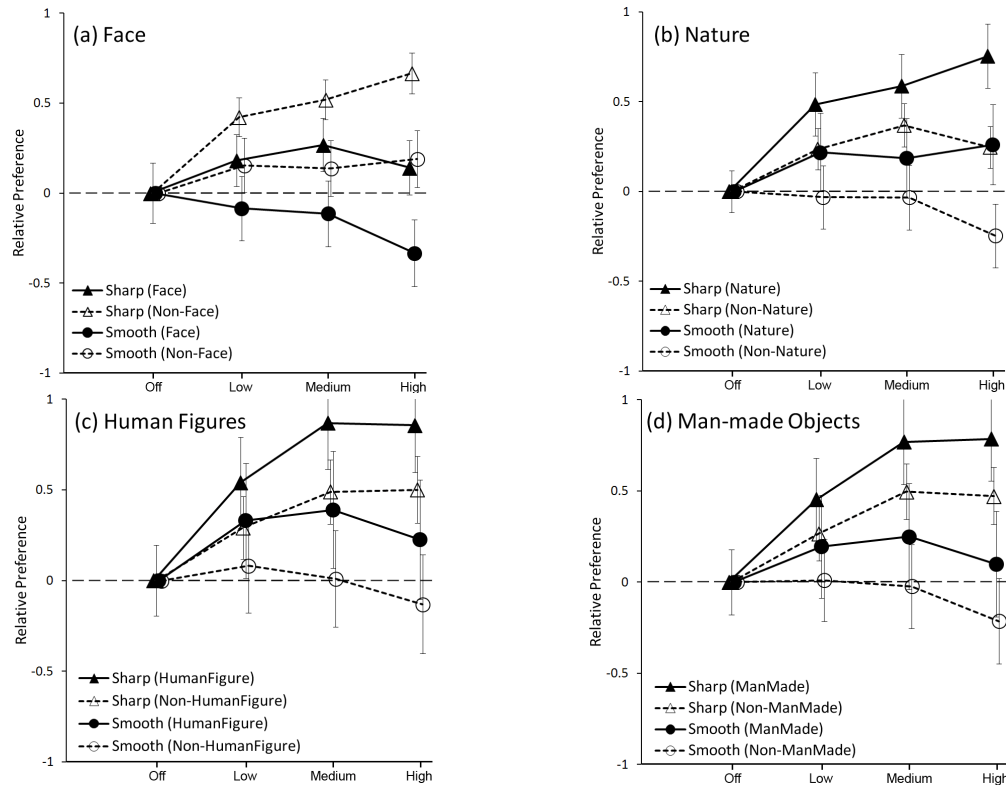 (a) Face
1
0.5
0
-0.5
-1
Relative Preference
Sharp (Face)
Sharp (Non-Face)
Smooth (Face)
Smooth (Non-Face)
Off Low Medium High
(b) Nature
1
0.5
0
-0.5
-1
Relative Preference
Sharp (Nature)
Sharp (Non-Nature)
Smooth (Nature)
Smooth (Non-Nature)
Off Low Medium High
(c) Human Figures
1
0.5
0
-0.5
-1
Relative Preference
Sharp (HumanFigure)
Sharp (Non-HumanFigure)
Smooth (HumanFigure)
Smooth (Non-HumanFigure)
Off Low Medium High
(d) Man-made Objects
1
0.5
0
-0.5
-1
Relative Preference
Sharp (ManMade)
Sharp (Non-ManMade)
Smooth (ManMade)
Smooth (Non-ManMade)
Off Low Medium High